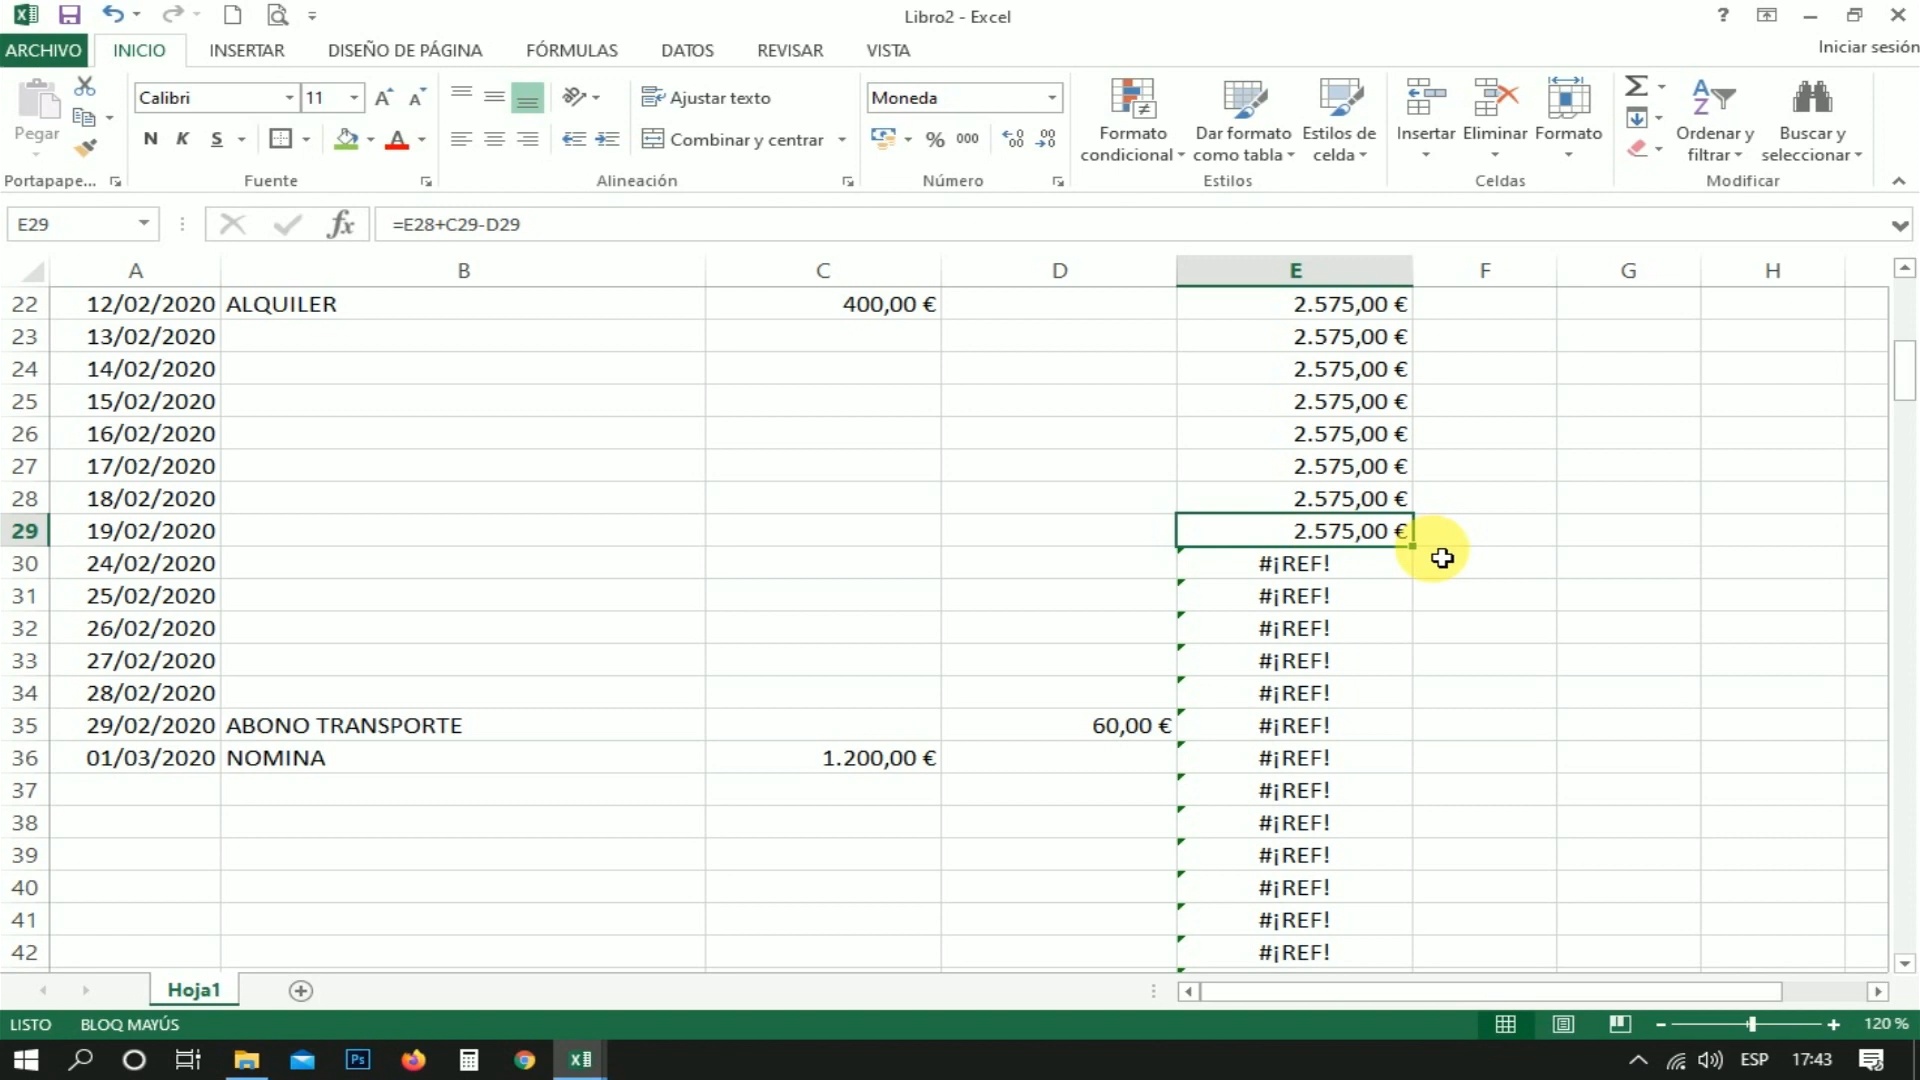 Libro2 - Excel
?
ARCHIVO INICIO INSERTAR DISEÑO DE PÁGINA FÓRMULAS DATOS REVISAR VISTA Iniciar sesión
Pegar
Calibri 11
N K S
Ajustar texto
Combinar y centrar
Moneda
% 000
Formato condicional
Dar formato como tabla
Estilos de celda
Insertar Eliminar Formato
Ordenar y filtrar
Buscar y seleccionar
Portapape... Fuente Alineación Número Estilos Celdas Modificar
E29 fx =E28+C29-D29
A B C D E F G H
22 12/02/2020 ALQUILER 400,00 € 2.575,00 €
23 13/02/2020 2.575,00 €
24 14/02/2020 2.575,00 €
25 15/02/2020 2.575,00 €
26 16/02/2020 2.575,00 €
27 17/02/2020 2.575,00 €
28 18/02/2020 2.575,00 €
29 19/02/2020 2.575,00 €
30 24/02/2020 #¡REF!
31 25/02/2020 #¡REF!
32 26/02/2020 #¡REF!
33 27/02/2020 #¡REF!
34 28/02/2020 #¡REF!
35 29/02/2020 ABONO TRANSPORTE 60,00 € #¡REF!
36 01/03/2020 NOMINA 1.200,00 € #¡REF!
37 #¡REF!
38 #¡REF!
39 #¡REF!
40 #¡REF!
41 #¡REF!
42 #¡REF!
Hoja1
LISTO BLOQ MAYÚS 120 %
Ps ESP 17:43